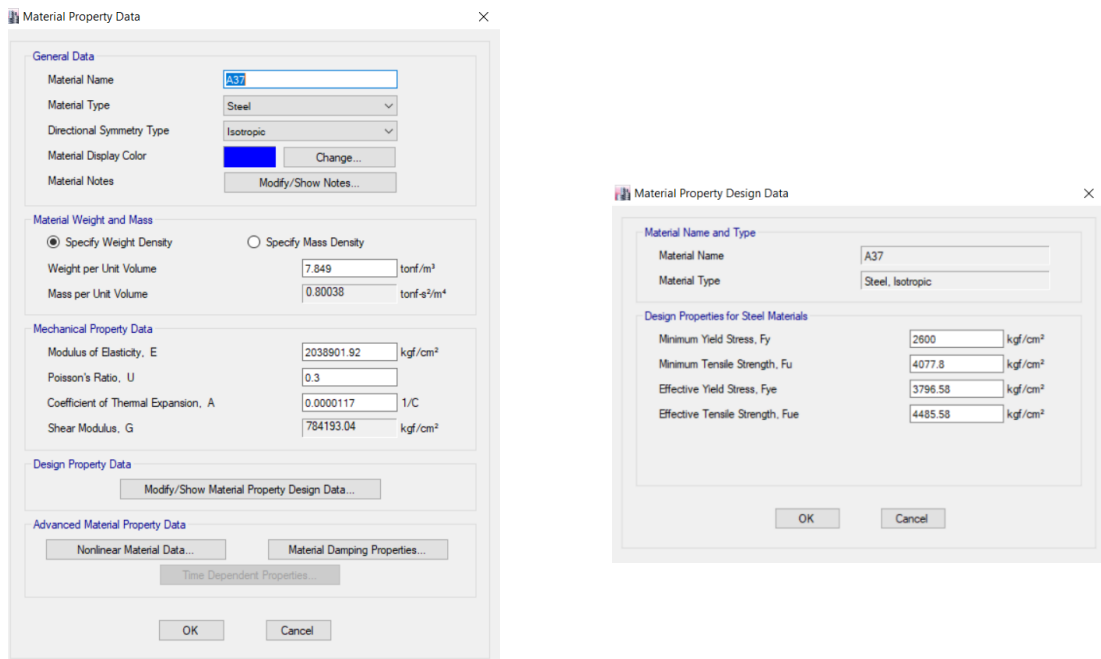 Material Property Data
General Data
Material Name A37
Material Type Steel
Directional Symmetry Type Isotropic
Material Display Color Change...
Material Notes Modify/Show Notes...
Material Weight and Mass
Specify Weight Density Specify Mass Density
Weight per Unit Volume 7.849 tonf/m³
Mass per Unit Volume 0.80038 tonf-s²/m⁴
Mechanical Property Data
Modulus of Elasticity, E 2038901.92 kgf/cm²
Poisson's Ratio, U 0.3
Coefficient of Thermal Expansion, A 0.0000117 1/C
Shear Modulus, G 784193.04 kgf/cm²
Design Property Data
Modify/Show Material Property Design Data...
Advanced Material Property Data
Nonlinear Material Data... Material Damping Properties...
Time Dependent Properties...
OK Cancel
Material Property Design Data
Material Name and Type
Material Name A37
Material Type Steel, Isotropic
Design Properties for Steel Materials
Minimum Yield Stress, Fy 2600 kgf/cm²
Minimum Tensile Strength, Fu 4077.8 kgf/cm²
Effective Yield Stress, Fye 3796.58 kgf/cm²
Effective Tensile Strength, Fue 4485.58 kgf/cm²
OK Cancel